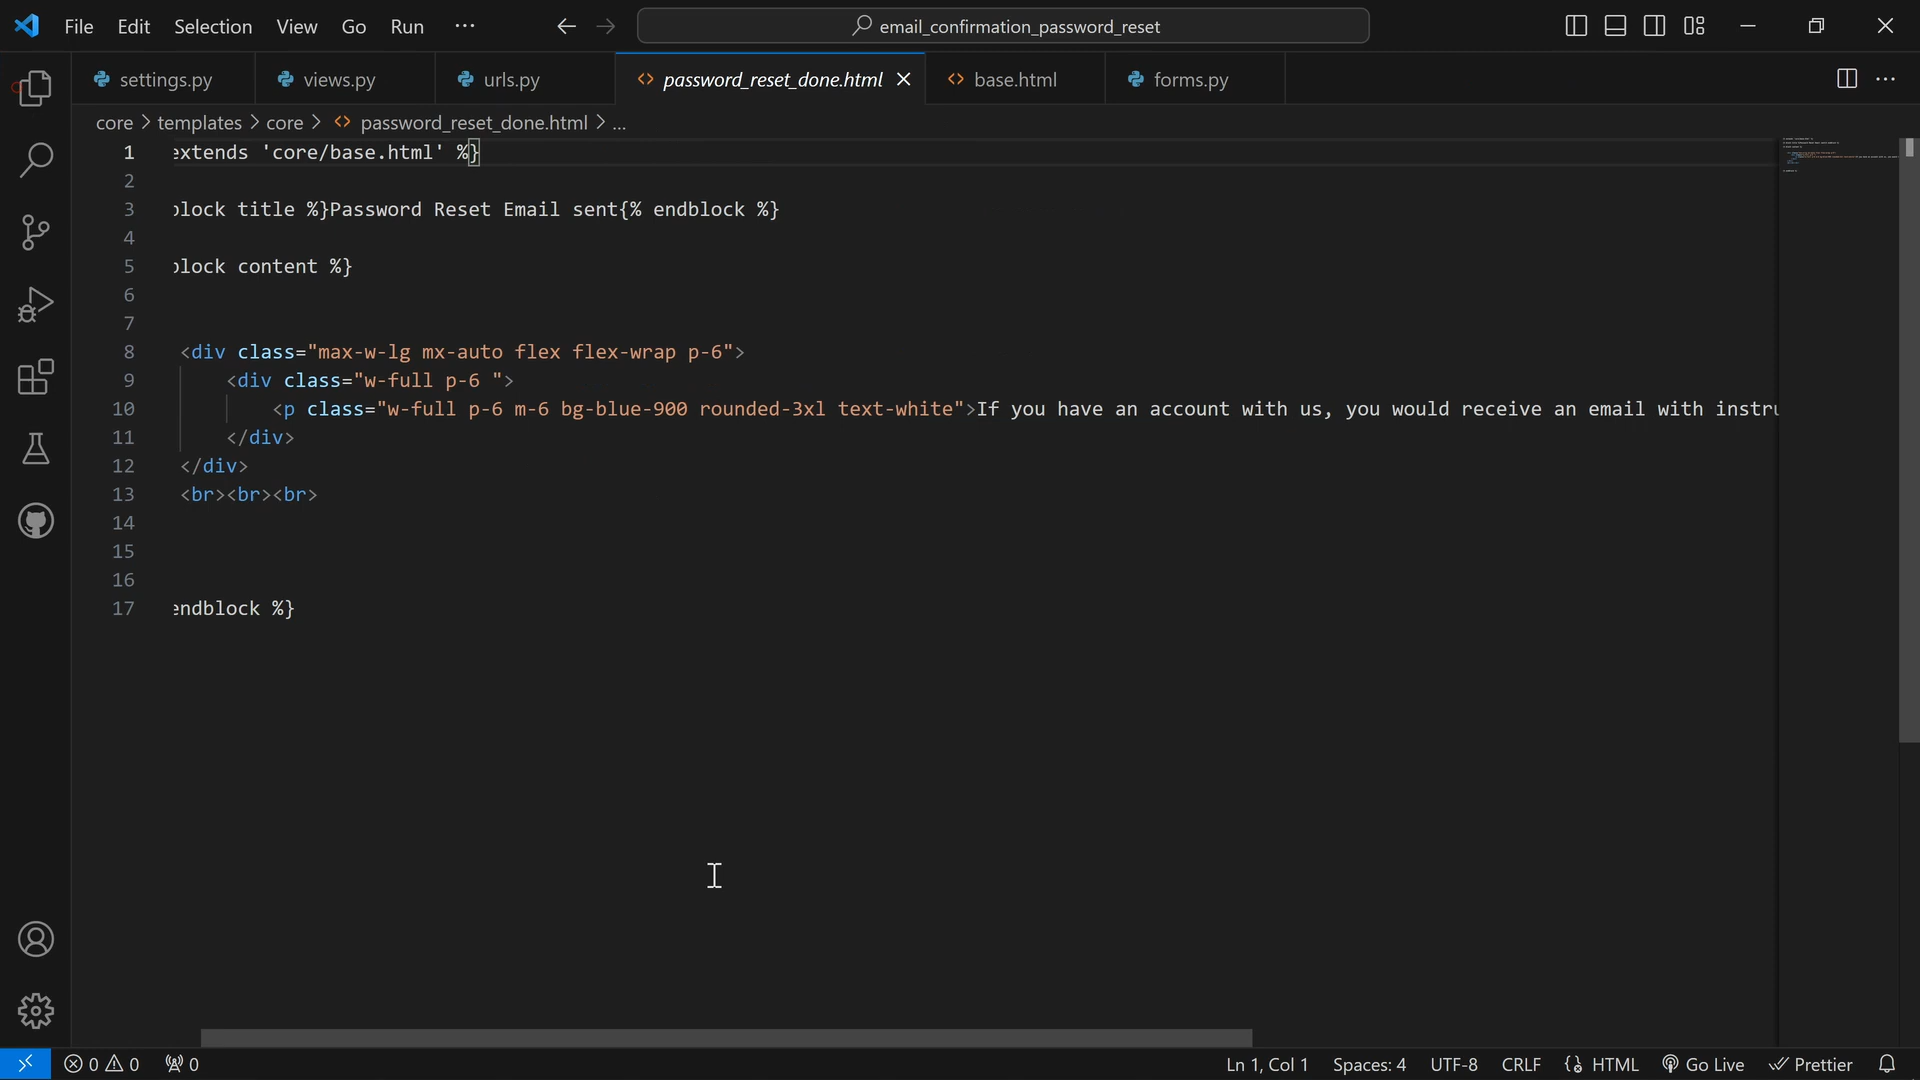 File Edit Selection View Go Run ··· email_confirmation_password_reset
settings.py views.py urls.py password_reset_done.html base.html forms.py
core > templates > core > password_reset_done.html > ...
1 extends 'core/base.html' %}
2
3 block title %}Password Reset Email sent{% endblock %}
4
5 block content %}
6
7
8 <div class="max-w-lg mx-auto flex flex-wrap p-6">
9 <div class="w-full p-6 ">
10 <p class="w-full p-6 m-6 bg-blue-900 rounded-3xl text-white">If you have an account with us, you would receive an email with instru
11 </div>
12 </div>
13 <br><br><br>
14
15
16
17 endblock %}
0 0 0 Ln 1, Col 1 Spaces: 4 UTF-8 CRLF HTML Go Live Prettier